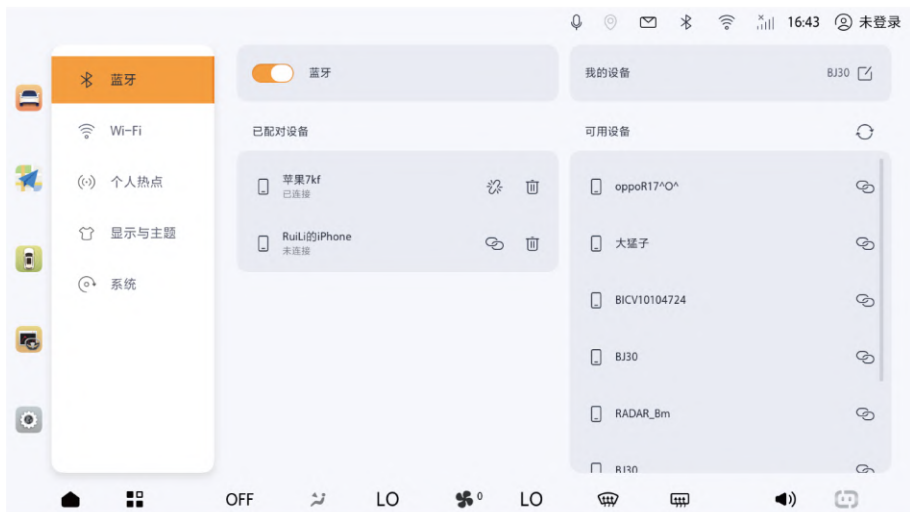 16:43 未登录
蓝牙
Wi-Fi
个人热点
显示与主题
系统
蓝牙
已配对设备
苹果7kf
已连接
RuiLi的iPhone
未连接
我的设备 BJ30
可用设备
oppoR17^O^
大猛子
BICV10104724
BJ30
RADAR_8m
BJ30
OFF LO 0 LO